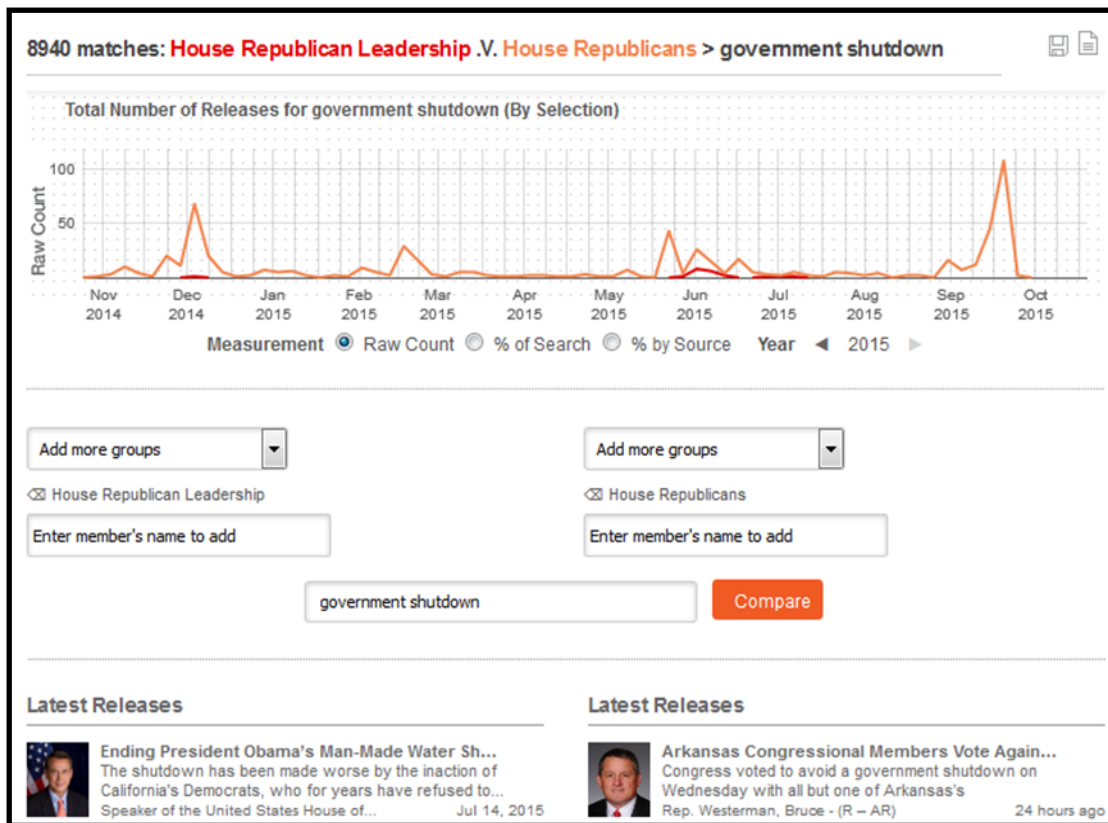 8940 matches: House Republican Leadership .V. House Republicans > government shutdown
Total Number of Releases for government shutdown (By Selection)
Raw Count
100
50
Nov 2014
Dec 2014
Jan 2015
Feb 2015
Mar 2015
Apr 2015
May 2015
Jun 2015
Jul 2015
Aug 2015
Sep 2015
Oct 2015
Measurement Raw Count % of Search % by Source Year 2015
Add more groups
House Republican Leadership
Enter member's name to add
Add more groups
House Republicans
Enter member's name to add
government shutdown
Compare
Latest Releases
Ending President Obama's Man-Made Water Sh...
The shutdown has been made worse by the inaction of
California's Democrats, who for years have refused to...
Speaker of the United States House of... Jul 14, 2015
Latest Releases
Arkansas Congressional Members Vote Again...
Congress voted to avoid a government shutdown on
Wednesday with all but one of Arkansas's
Rep. Westerman, Bruce - (R – AR) 24 hours ago